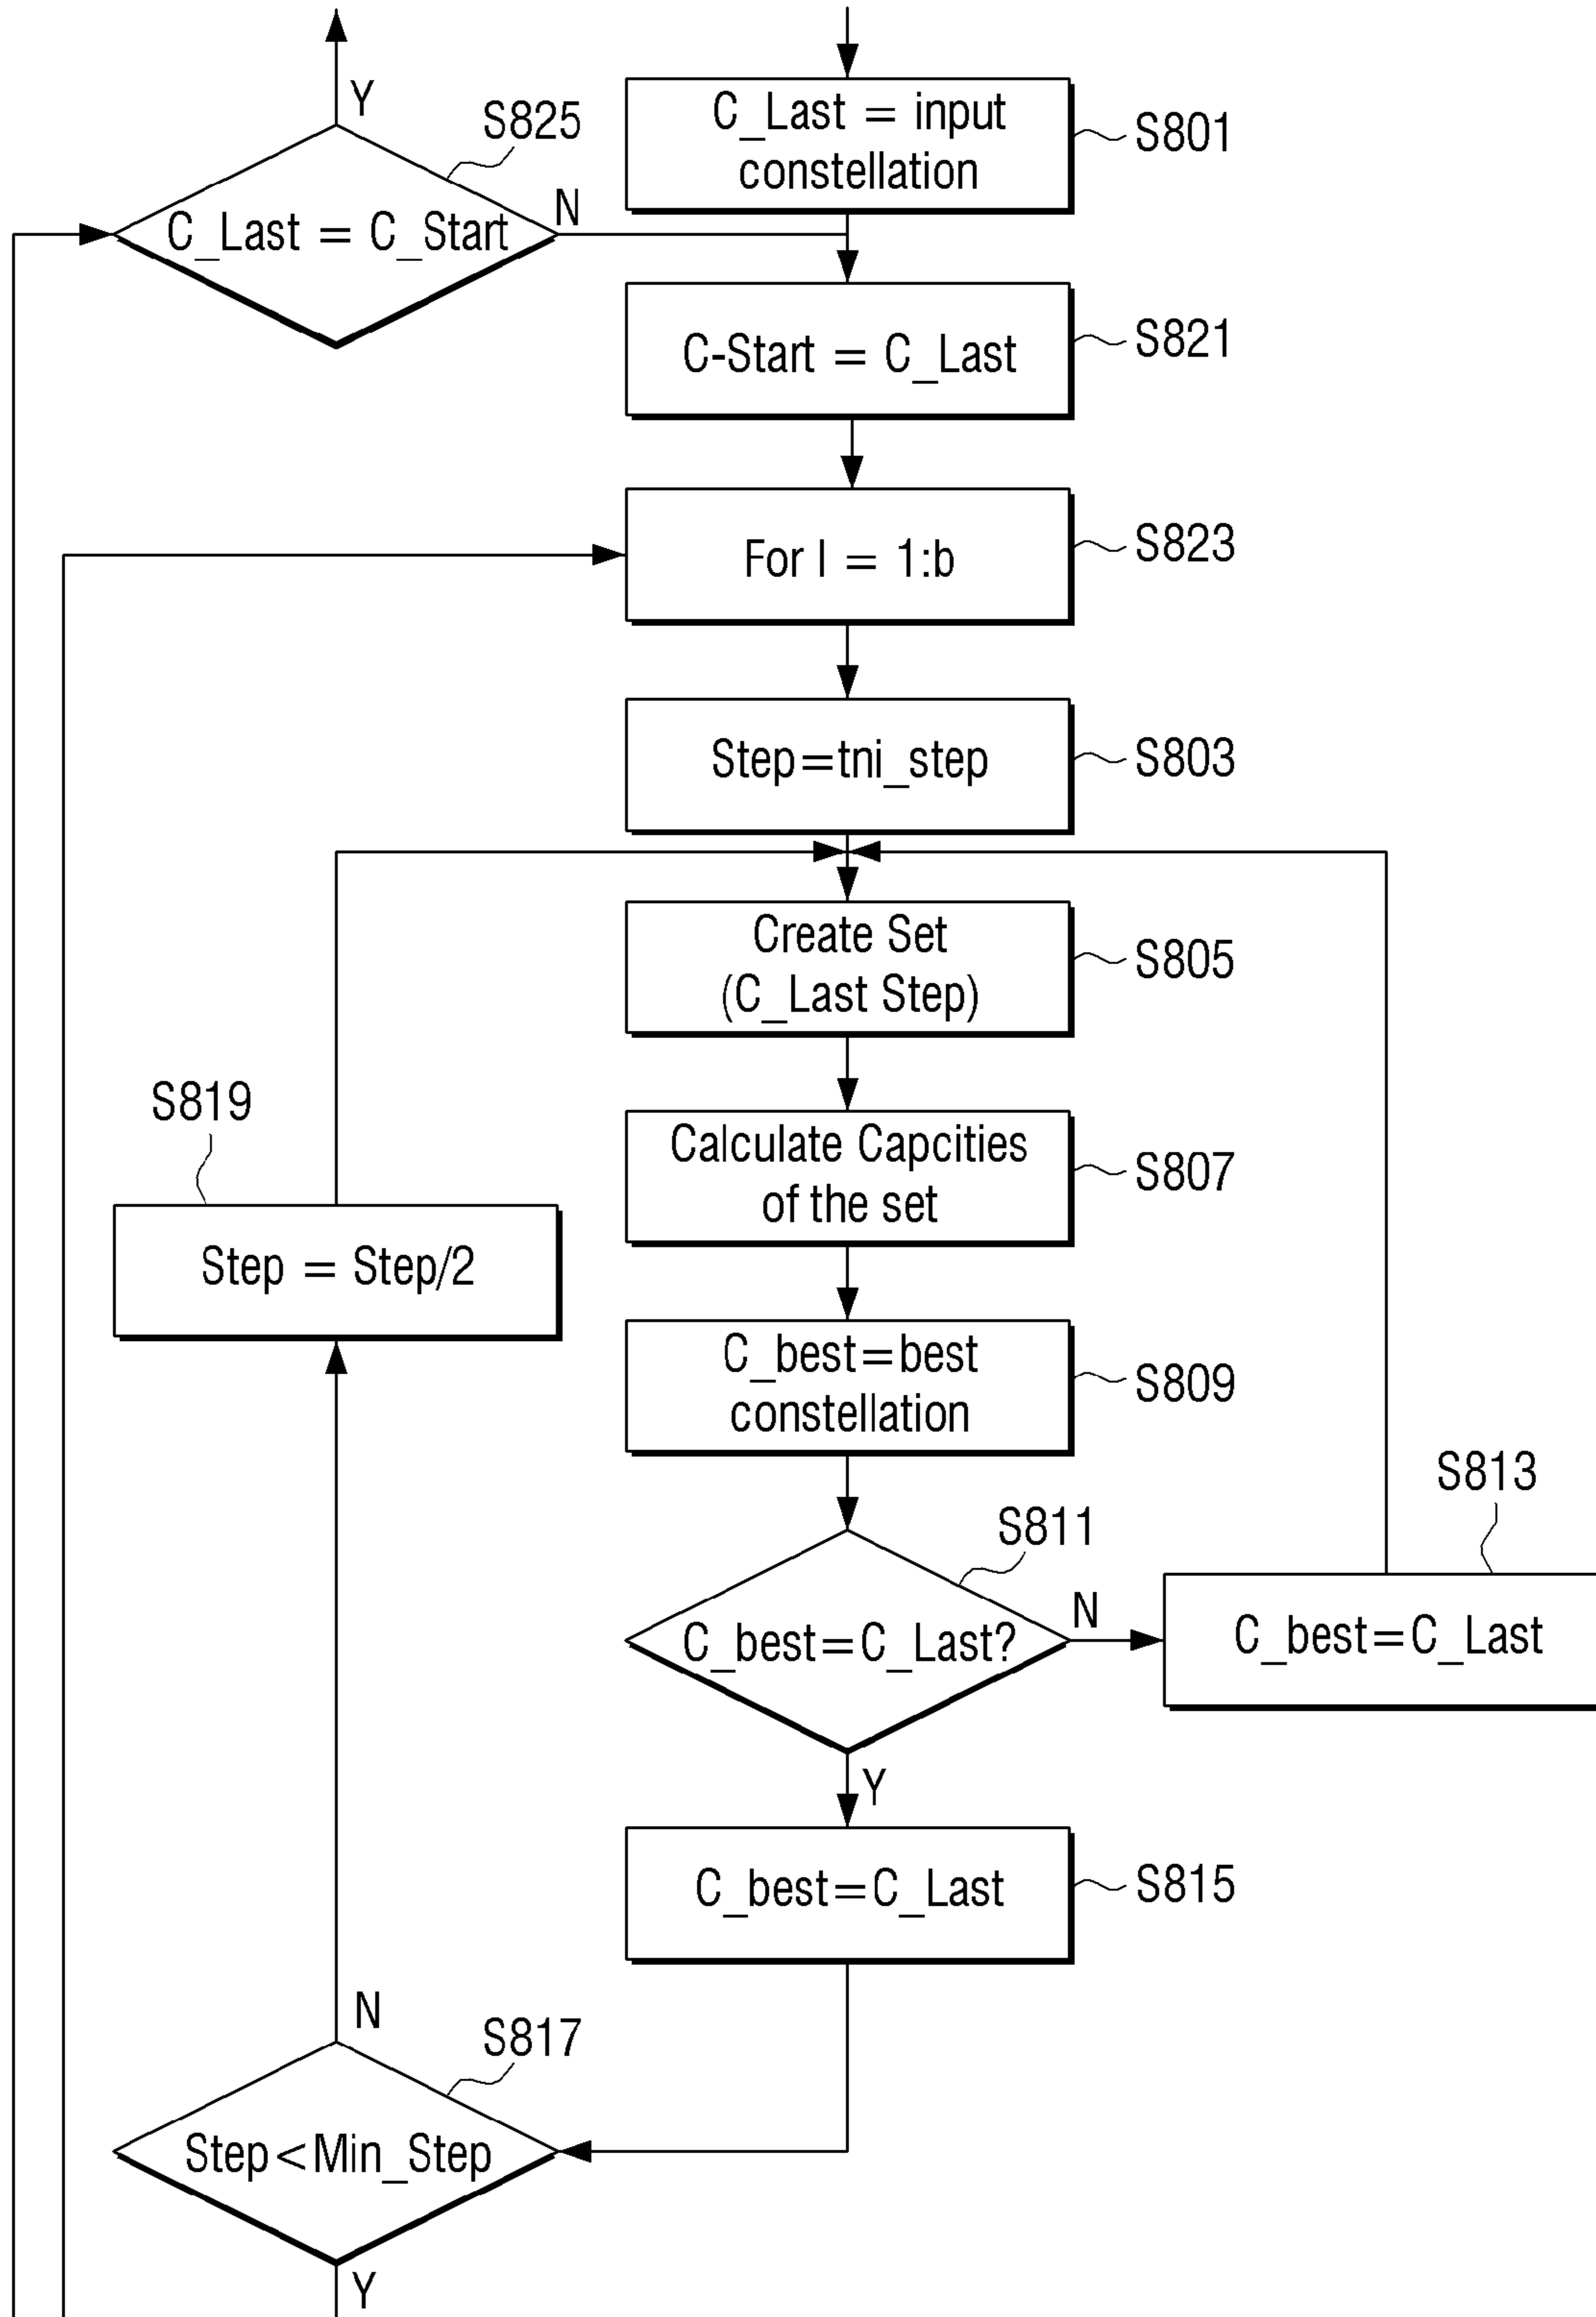 Y
S825
C_Last = C_Start
N
C_Last = input
constellation
S801
C-Start = C_Last
S821
For I = 1:b
S823
Step=tni_step
S803
Create Set
(C_Last Step)
S805
Calculate Capcities
of the set
S807
S819
Step = Step/2
C_best=best
constellation
S809
S811
C_best=C_Last?
N
S813
C_best=C_Last
Y
C_best=C_Last
S815
N
S817
Step<Min_Step
Y